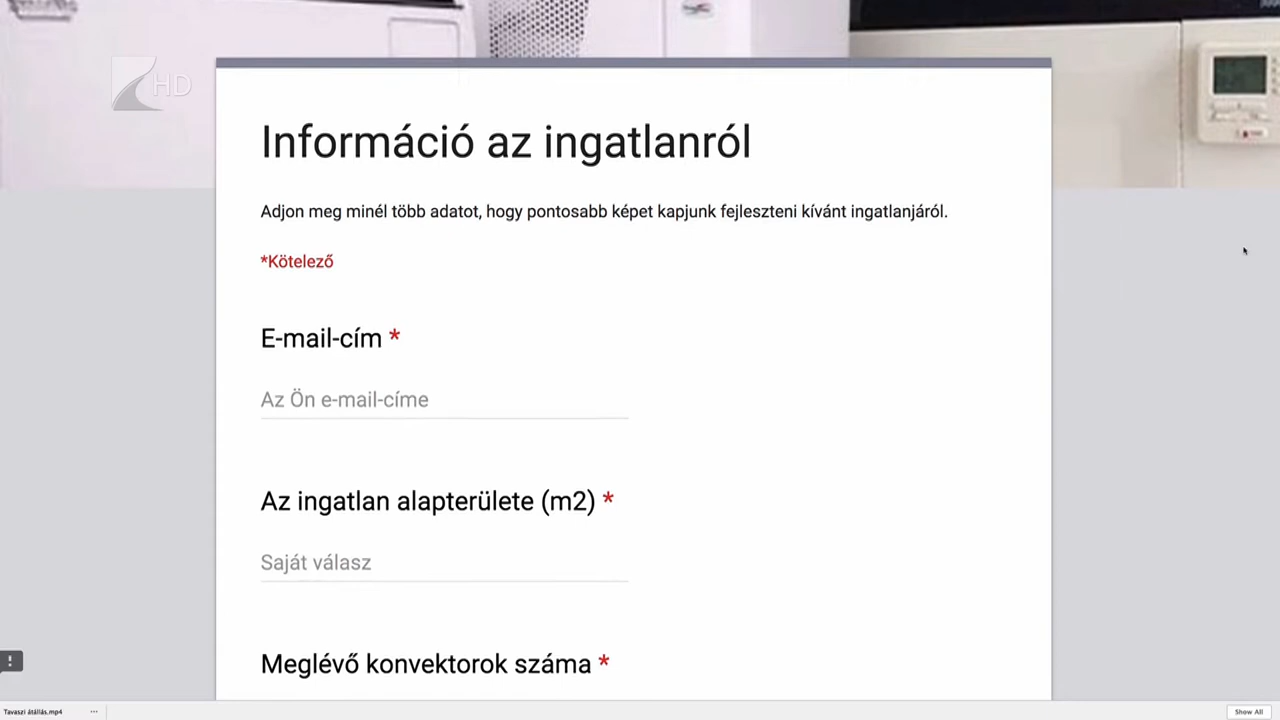 HD
Információ az ingatlanról
Adjon meg minél több adatot, hogy pontosabb képet kapjunk fejleszteni kívánt ingatlanjáról.
*Kötelező
E-mail-cím *
Az Ön e-mail-címe
Az ingatlan alapterülete (m2) *
Saját válasz
Meglévő konvektorok száma *
!
Tavaszi átállás.mp4 ...
Show All